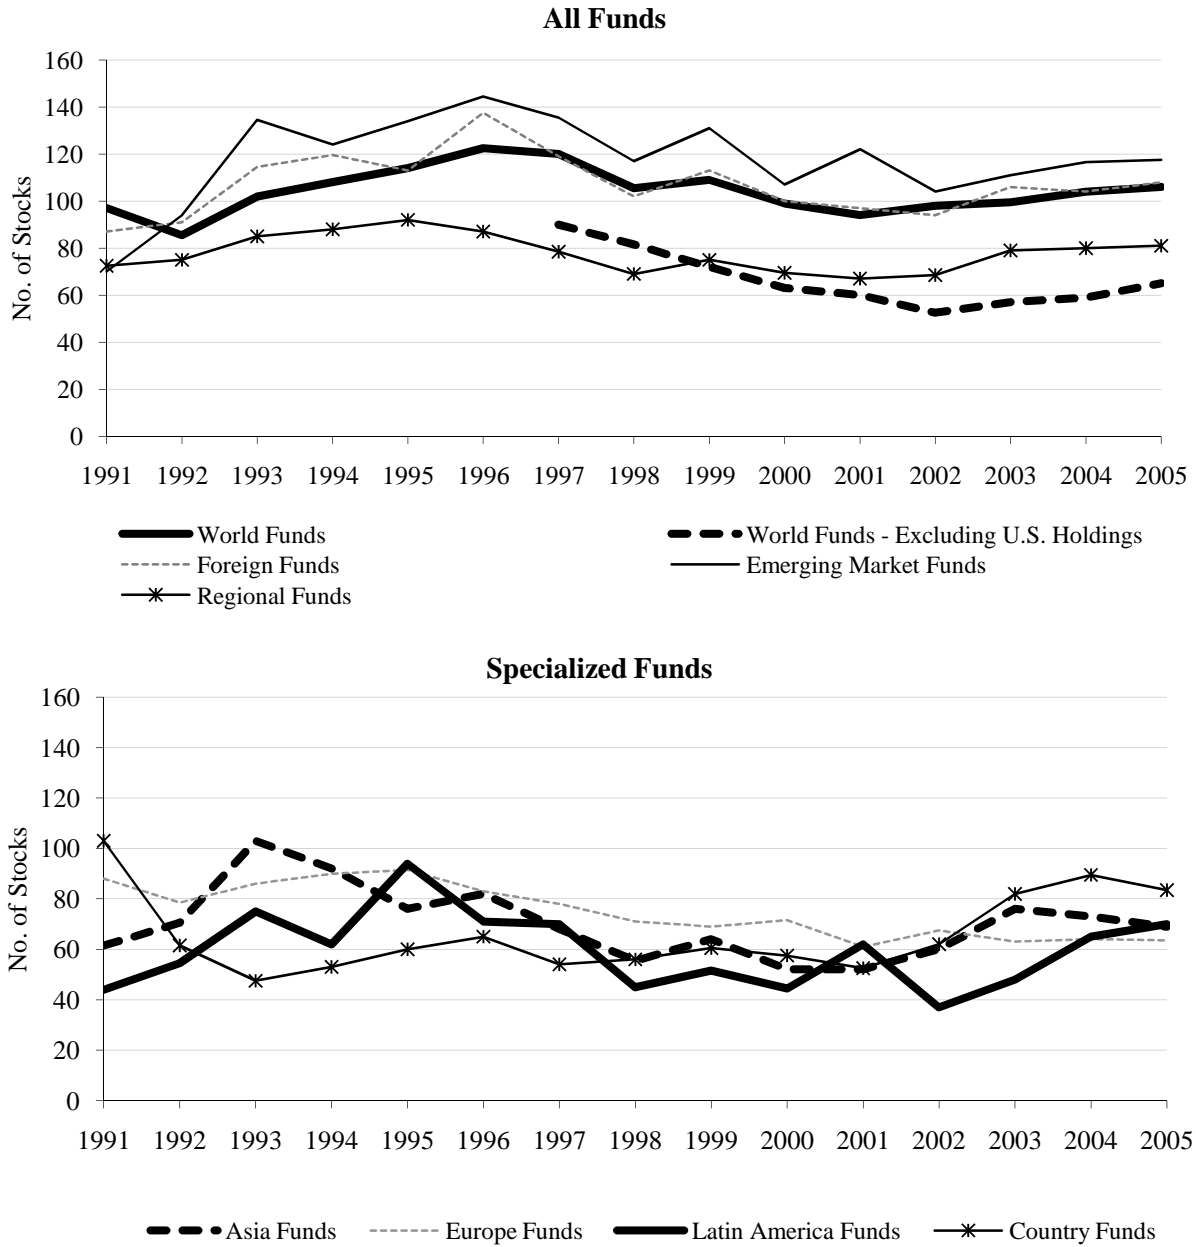 All Funds
160
140
120
100
80
60
40
20
0
No. of Stocks
1991 1992 1993 1994 1995 1996 1997 1998 1999 2000 2001 2002 2003 2004 2005
World Funds World Funds - Excluding U.S. Holdings
Foreign Funds Emerging Market Funds
Regional Funds
Specialized Funds
160
140
120
100
80
60
40
20
0
No. of Stocks
1991 1992 1993 1994 1995 1996 1997 1998 1999 2000 2001 2002 2003 2004 2005
Asia Funds Europe Funds Latin America Funds Country Funds